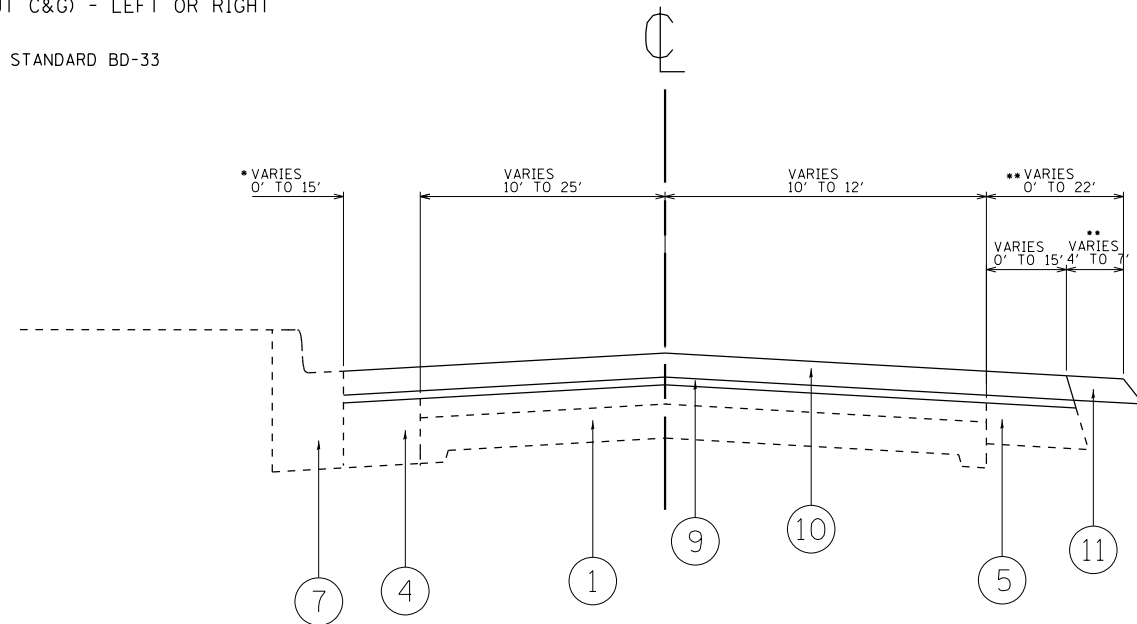 C&G) - LEFT OR RIGHT
STANDARD BD-33
℄
* VARIES
0' TO 15'
VARIES
10' TO 25'
VARIES
10' TO 12'
** VARIES
0' TO 22'
VARIES
0' TO 15'
**
VARIES
4' TO 7'
9
10
11
7
4
1
5